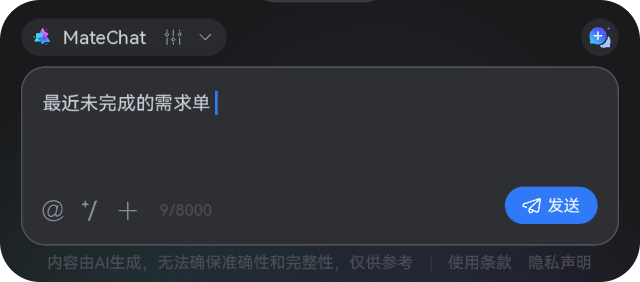 MateChat
最近未完成的需求单
@
9/8000
发送
内容由AI生成，无法确保准确性和完整性，仅供参考 | 使用条款 隐私声明